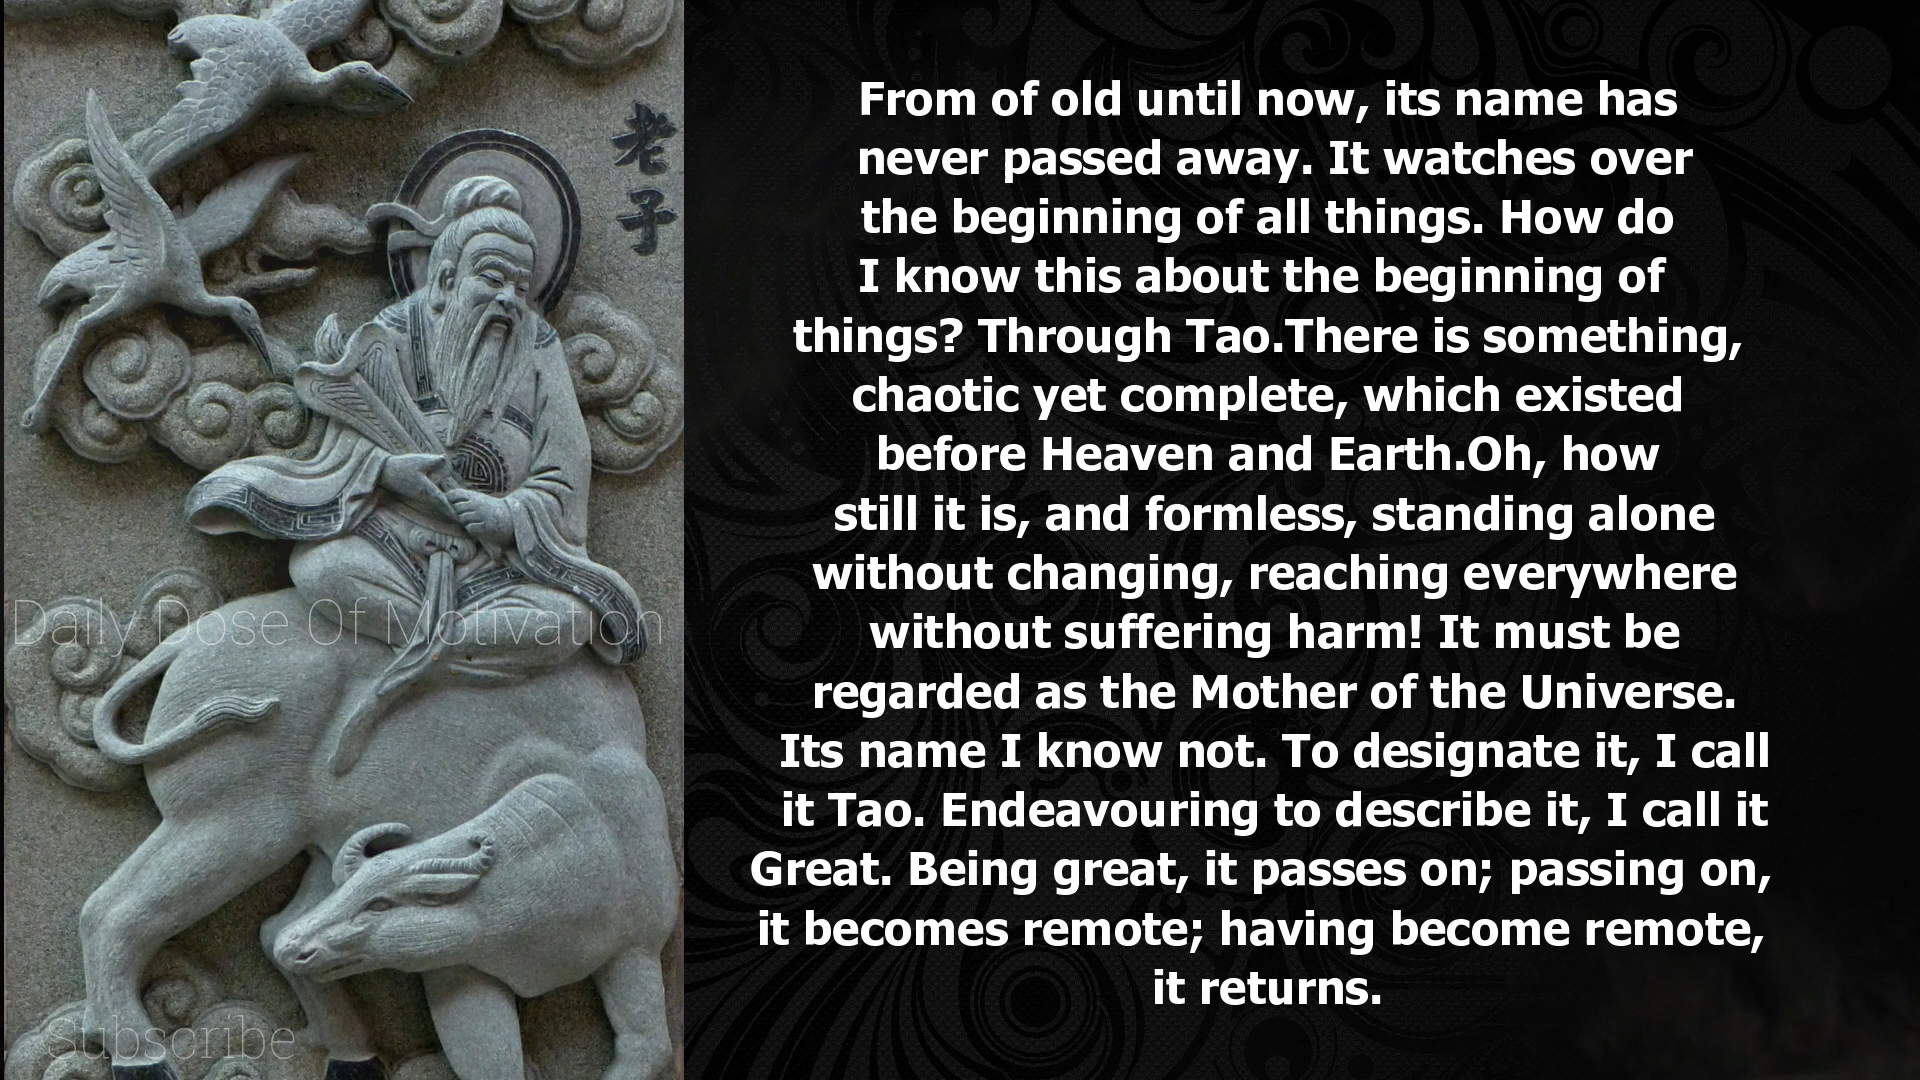 老子
From of old until now, its name has
never passed away. It watches over
the beginning of all things. How do
I know this about the beginning of
things? Through Tao.There is something,
chaotic yet complete, which existed
before Heaven and Earth.Oh, how
still it is, and formless, standing alone
without changing, reaching everywhere
without suffering harm! It must be
regarded as the Mother of the Universe.
Its name I know not. To designate it, I call
it Tao. Endeavouring to describe it, I call it
Great. Being great, it passes on; passing on,
it becomes remote; having become remote,
it returns.
Daily Dose Of Motivation
Subscribe